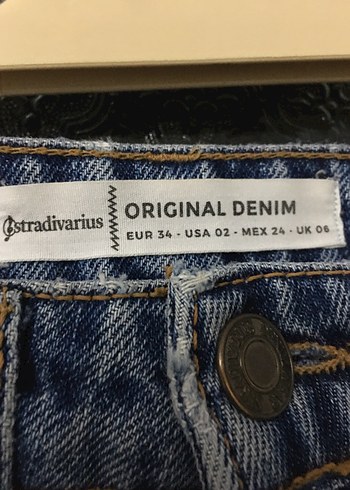 stradivarius
ORIGINAL DENIM
EUR 34 - USA 02 - MEX 24 - UK 06